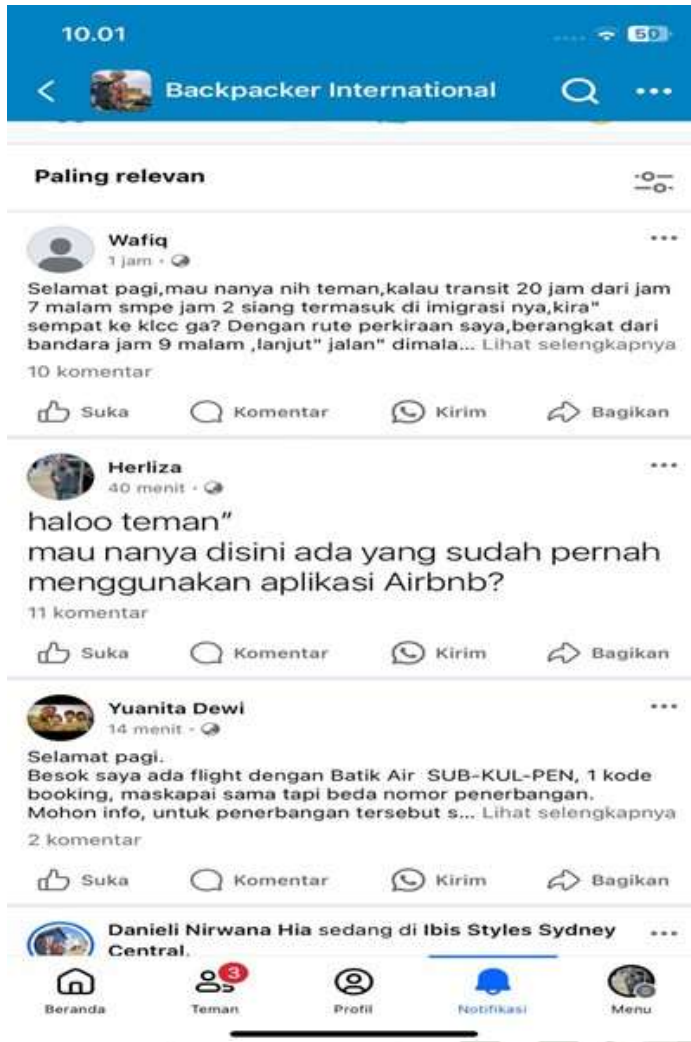 10.01
50
Backpacker International
Paling relevan
Wafiq
1 jam
Selamat pagi,mau nanya nih teman,kalau transit 20 jam dari jam
7 malam smpe jam 2 siang termasuk di imigrasi nya,kira"
sempat ke klcc ga? Dengan rute perkiraan saya,berangkat dari
bandara jam 9 malam ,lanjut" jalan" dimala... Lihat selengkapnya
10 komentar
Suka Komentar Kirim Bagikan
Herliza
40 menit
haloo teman"
mau nanya disini ada yang sudah pernah
menggunakan aplikasi Airbnb?
11 komentar
Suka Komentar Kirim Bagikan
Yuanita Dewi
14 menit
Selamat pagi.
Besok saya ada flight dengan Batik Air SUB-KUL-PEN, 1 kode
booking, maskapai sama tapi beda nomor penerbangan.
Mohon info, untuk penerbangan tersebut s... Lihat selengkapnya
2 komentar
Suka Komentar Kirim Bagikan
Danieli Nirwana Hia sedang di Ibis Styles Sydney
Central.
3
Beranda Teman Profil Notifikasi Menu